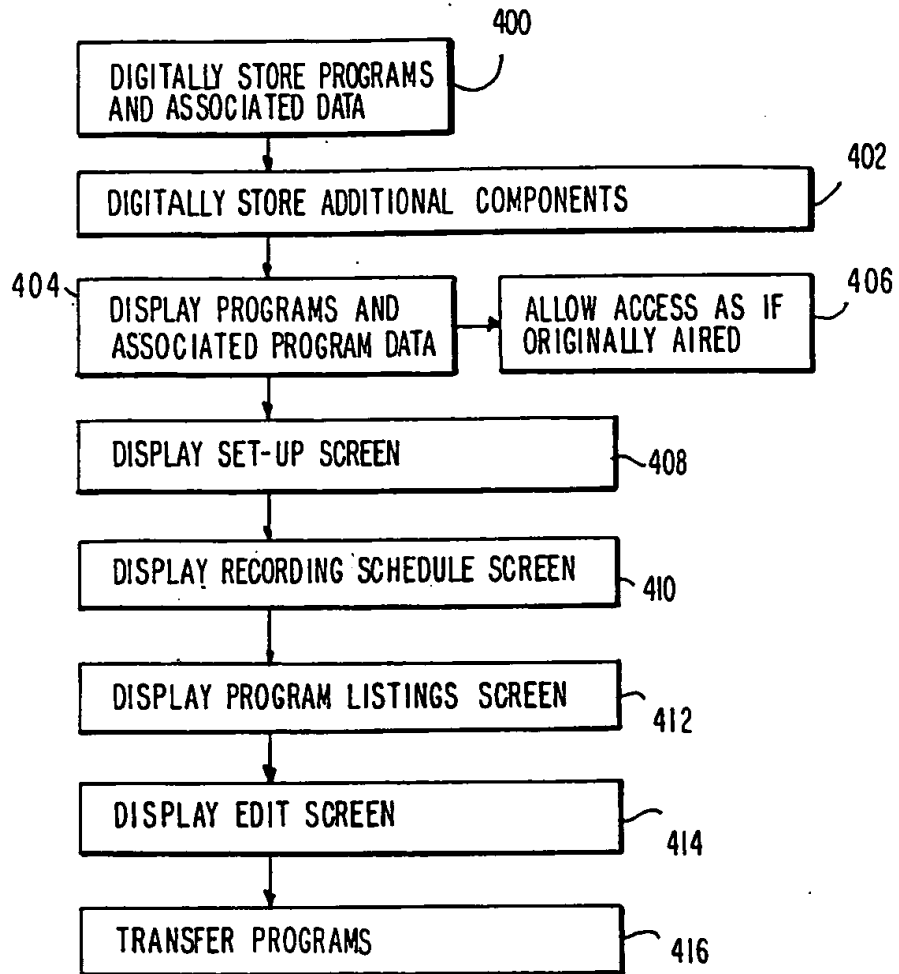 400
DIGITALLY STORE PROGRAMS
AND ASSOCIATED DATA
402
DIGITALLY STORE ADDITIONAL COMPONENTS
404
DISPLAY PROGRAMS AND
ASSOCIATED PROGRAM DATA
406
ALLOW ACCESS AS IF
ORIGINALLY AIRED
DISPLAY SET-UP SCREEN
408
DISPLAY RECORDING SCHEDULE SCREEN
410
DISPLAY PROGRAM LISTINGS SCREEN
412
DISPLAY EDIT SCREEN
414
TRANSFER PROGRAMS
416